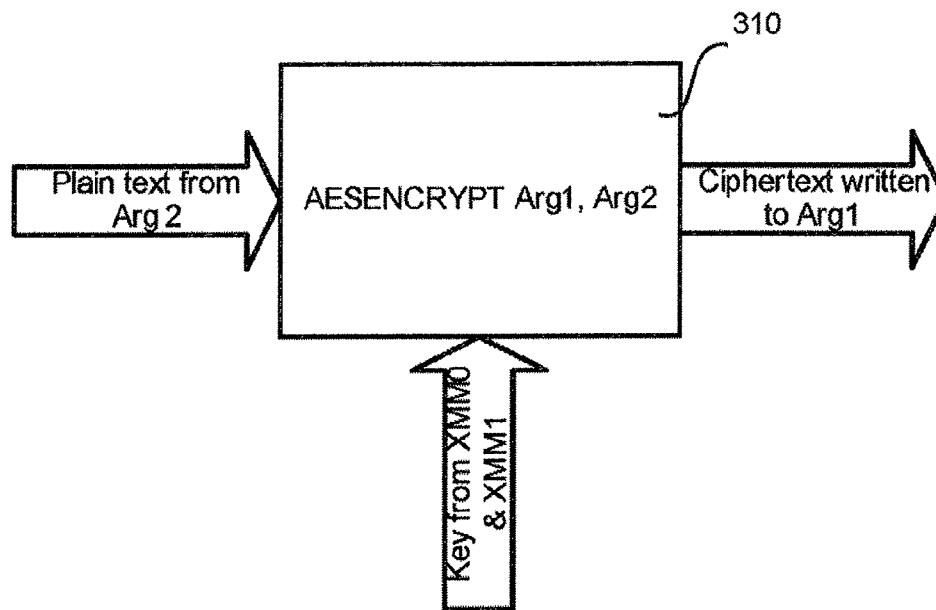 310
Plain text from
Arg 2
AESENCRYPT Arg1, Arg2
Ciphertext written
to Arg1
Key from XMM0
& XMM1